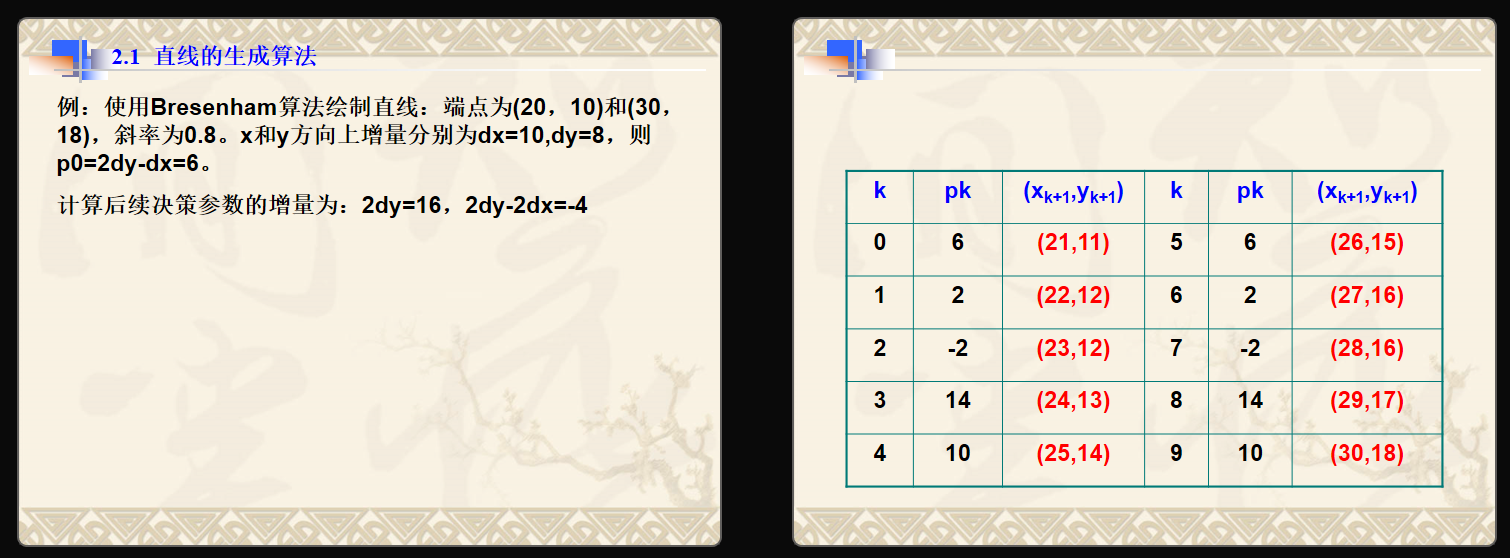 2.1 直线的生成算法
例：使用Bresenham算法绘制直线：端点为(20，10)和(30，
18)，斜率为0.8。x和y方向上增量分别为dx=10,dy=8，则
p0=2dy-dx=6。
计算后续决策参数的增量为：2dy=16，2dy-2dx=-4
k pk (xk+1,yk+1) k pk (xk+1,yk+1)
0 6 (21,11) 5 6 (26,15)
1 2 (22,12) 6 2 (27,16)
2 -2 (23,12) 7 -2 (28,16)
3 14 (24,13) 8 14 (29,17)
4 10 (25,14) 9 10 (30,18)